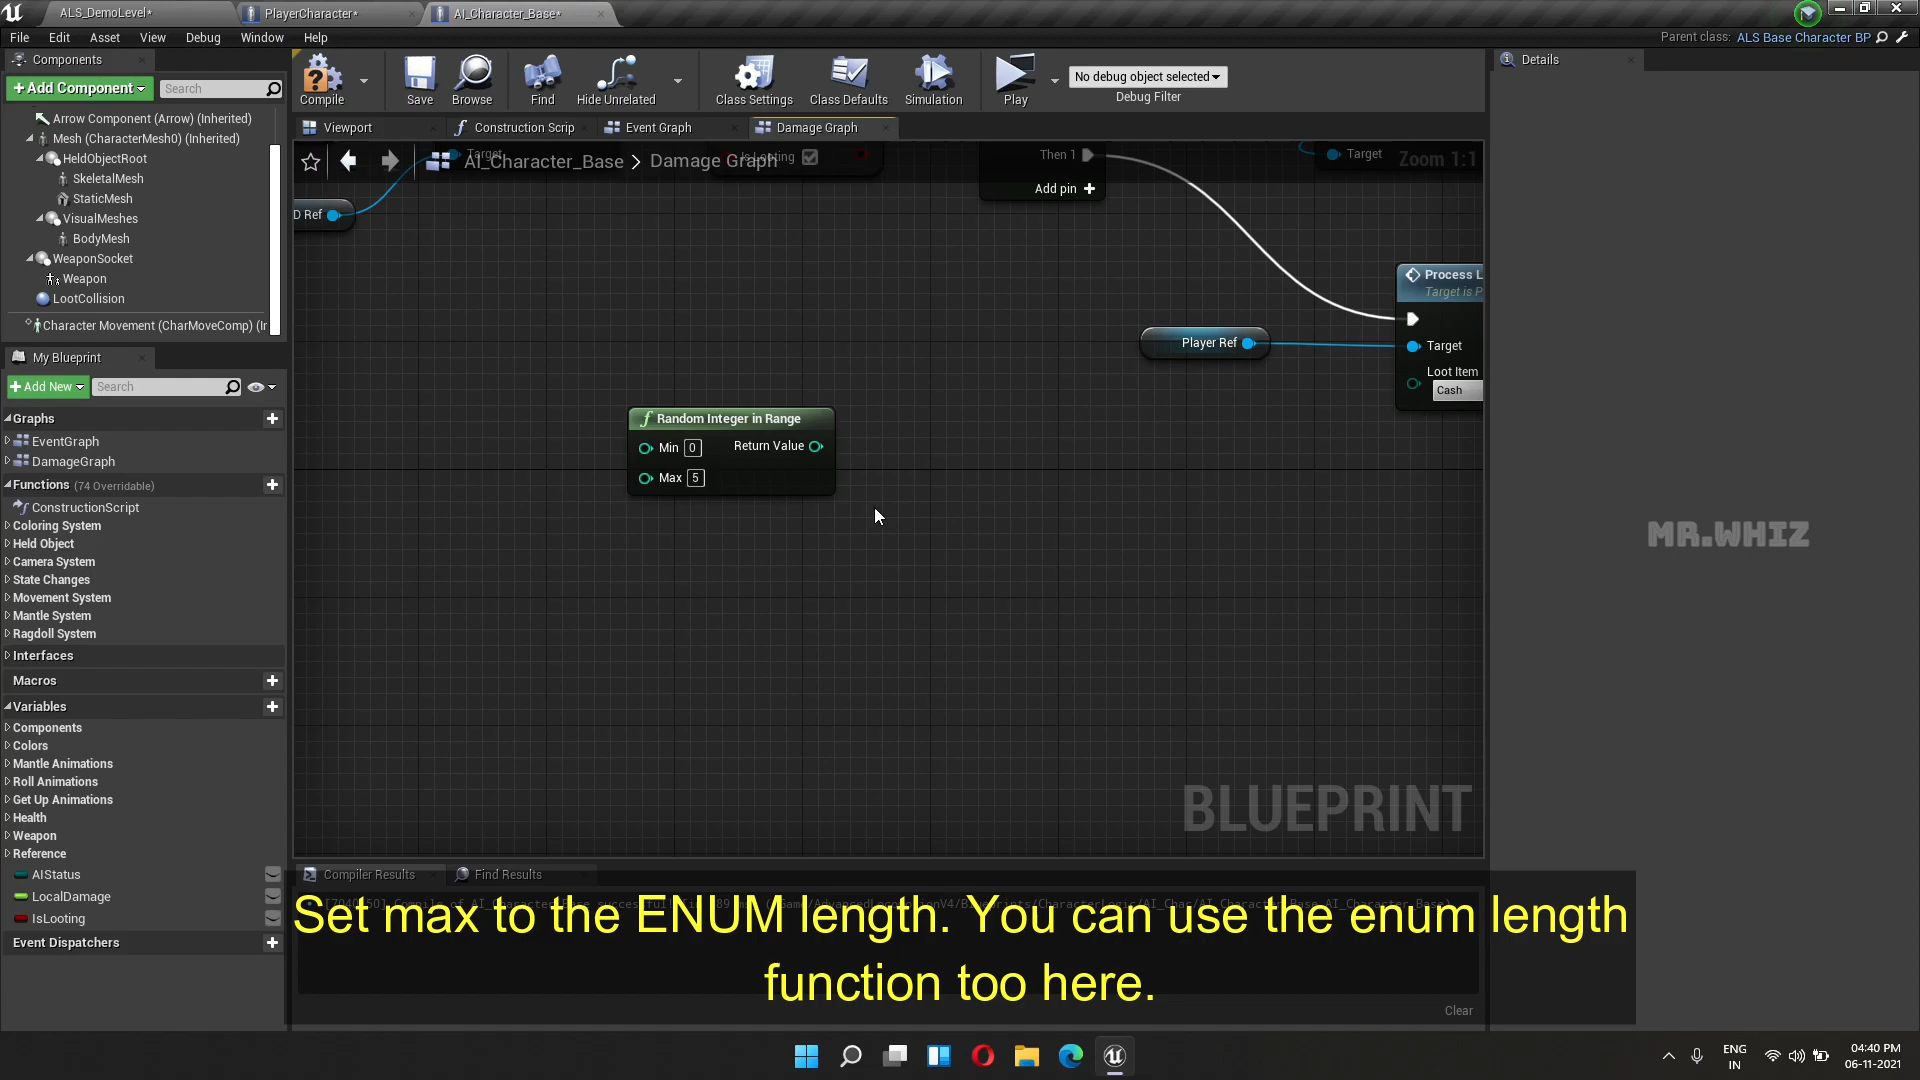 ALS_DemoLevel*
PlayerCharacter*
AI_Character_Base*
File Edit Asset View Debug Window Help
Parent class: ALS Base Character BP
Components
+Add Component
Search
Arrow Component (Arrow) (Inherited)
Mesh (CharacterMesh0) (Inherited)
HeldObjectRoot
SkeletalMesh
StaticMesh
VisualMeshes
BodyMesh
WeaponSocket
Weapon
LootCollision
Character Movement (CharMoveComp) (Ir
My Blueprint
+Add New
Search
Graphs
EventGraph
DamageGraph
Functions (74 Overridable)
ConstructionScript
Coloring System
Held Object
Camera System
State Changes
Movement System
Mantle System
Ragdoll System
Interfaces
Macros
Variables
Components
Colors
Mantle Animations
Roll Animations
Get Up Animations
Health
Weapon
Reference
AIStatus
LocalDamage
IsLooting
Event Dispatchers
Compile
Save
Browse
Find
Hide Unrelated
Class Settings
Class Defaults
Simulation
Play
No debug object selected
Debug Filter
Viewport
Construction Scrip
Event Graph
Damage Graph
AI_Character_Base > Damage Graph
Target
Is Looting
Zoom 1:1
D Ref
Then 1
Add pin +
Target
Process L
Target is P
Player Ref
Target
Loot Item
Cash
Random Integer in Range
Min 0
Return Value
Max 5
BLUEPRINT
Details
MR.WHIZ
Compiler Results
Find Results
Set max to the ENUM length. You can use the enum length
function too here.
Clear
ENG
IN
04:40 PM
06-11-2021